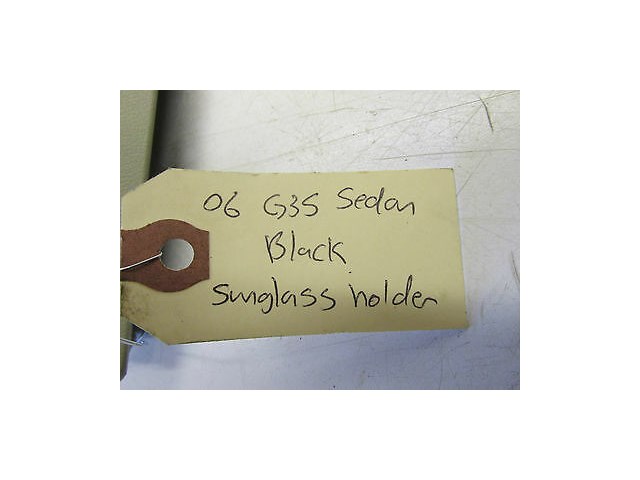 06 G35 Sedan
Black
Sunglass holder